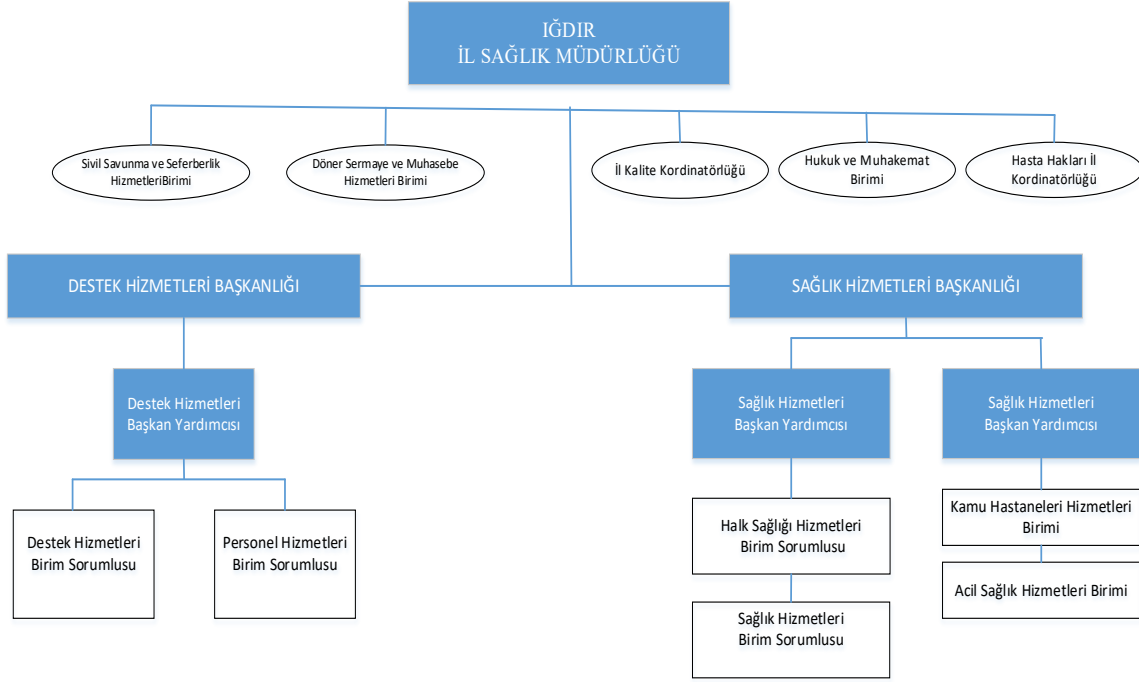 IĞDIR
İL SAĞLIK MÜDÜRLÜĞÜ
Sivil Savunma ve Seferberlik
HizmetleriBirimi
Döner Sermaye ve Muhasebe
Hizmetleri Birimi
İl Kalite Kordinatörlüğü
Hukuk ve Muhakemat
Birimi
Hasta Hakları İl
Kordinatörlüğü
DESTEK HİZMETLERİ BAŞKANLIĞI
SAĞLIK HİZMETLERİ BAŞKANLIĞI
Destek Hizmetleri
Başkan Yardımcısı
Sağlık Hizmetleri
Başkan Yardımcısı
Sağlık Hizmetleri
Başkan Yardımcısı
Destek Hizmetleri
Birim Sorumlusu
Personel Hizmetleri
Birim Sorumlusu
Halk Sağlığı Hizmetleri
Birim Sorumlusu
Kamu Hastaneleri Hizmetleri
Birimi
Acil Sağlık Hizmetleri Birimi
Sağlık Hizmetleri
Birim Sorumlusu